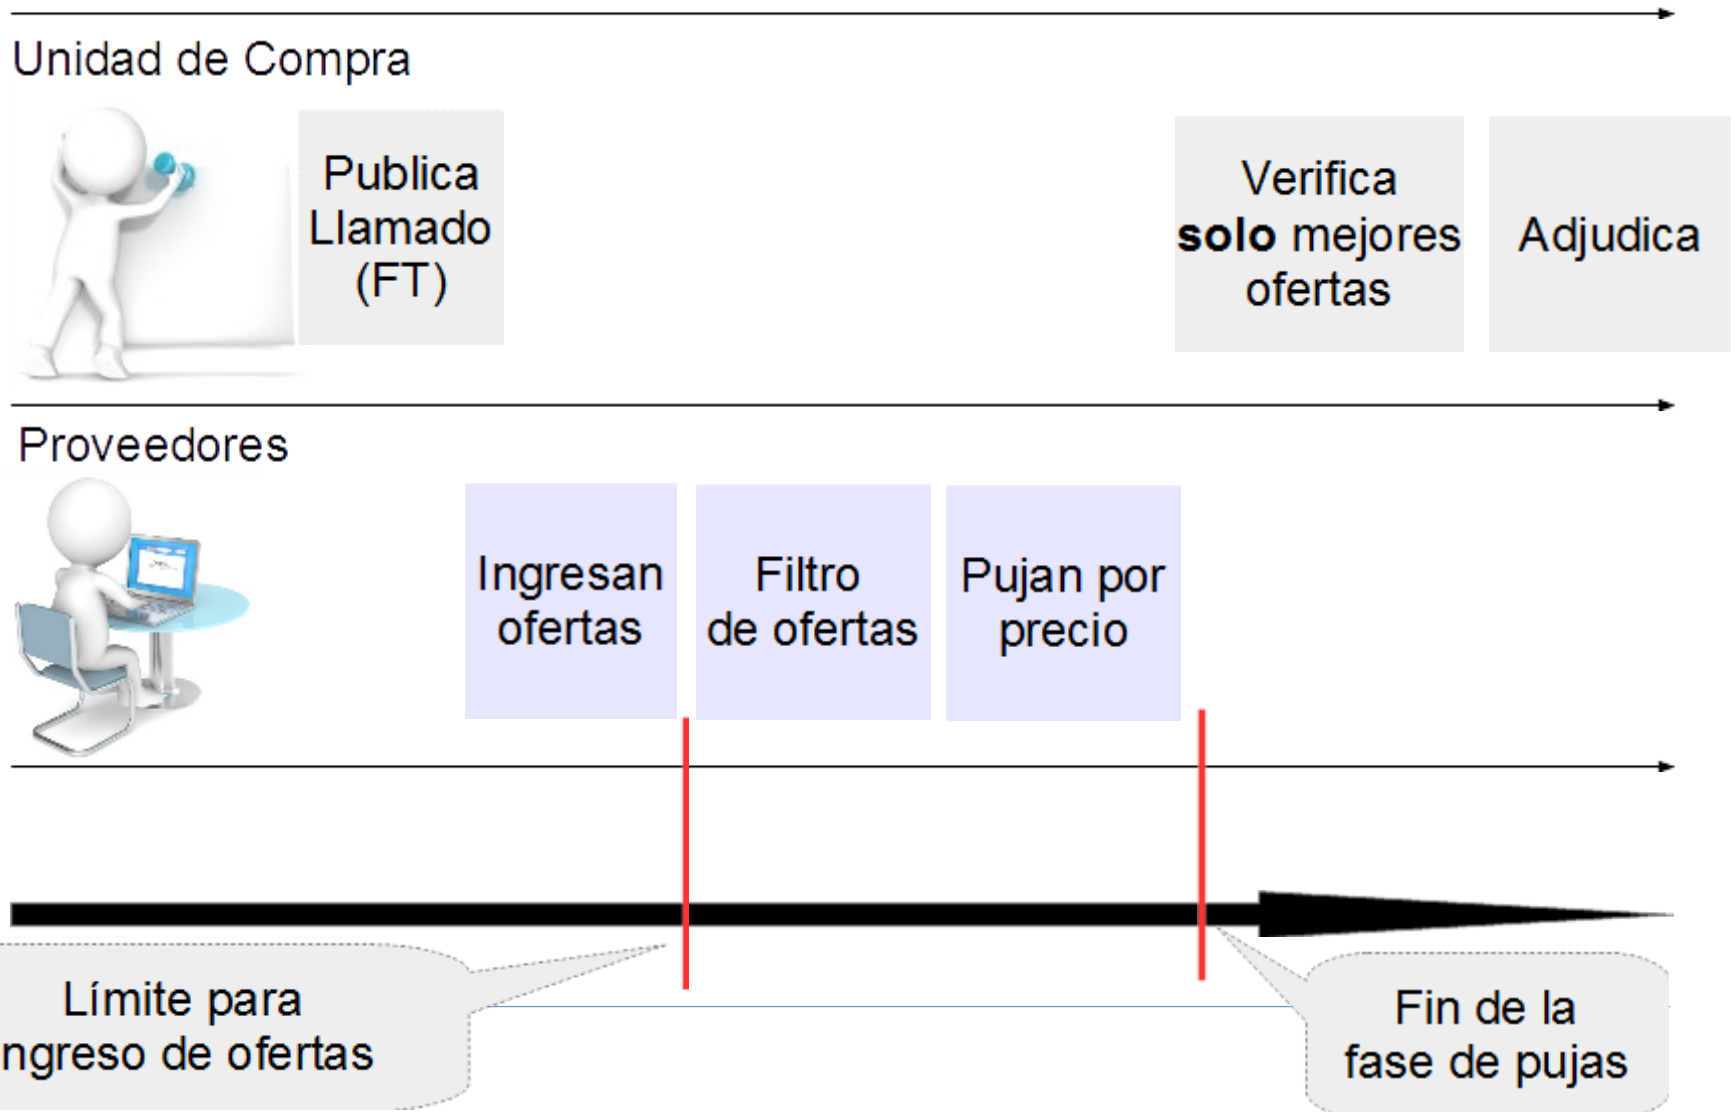 Unidad de Compra
Publica
Llamado
(FT)
Verifica
solo mejores
ofertas
Adjudica
Proveedores
Ingresan
ofertas
Filtro
de ofertas
Pujan por
precio
Límite para
ngreso de ofertas
Fin de la
fase de pujas